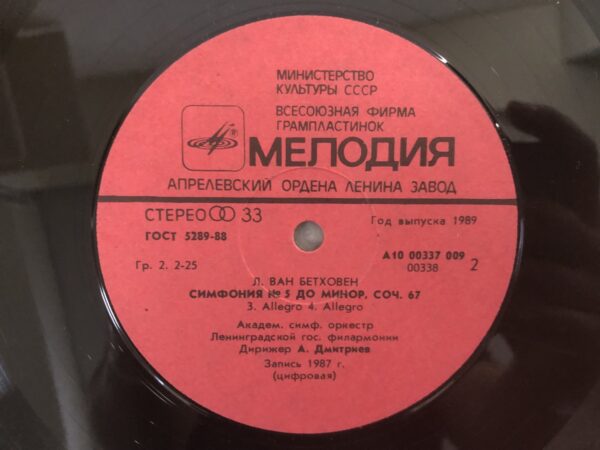 МИНИСТЕРСТВО
КУЛЬТУРЫ СССР
ВСЕСОЮЗНАЯ ФИРМА
ГРАМПЛАСТИНОК
®
МЕЛОДИЯ
АПРЕЛЕВСКИЙ ОРДЕНА ЛЕНИНА ЗАВОД
СТЕРЕО 33
Год выпуска 1989
ГОСТ 5289-88
А10 00337 009
00338 2
Гр. 2. 2-25
Л. ВАН БЕТХОВЕН
СИМФОНИЯ № 5 ДО МИНОР, СОЧ. 67
3. Allegro 4. Allegro
Академ. симф. оркестр
Ленинградской гос. филармонии
Дирижер А. Дмитриев
Запись 1987 г.
(цифровая)